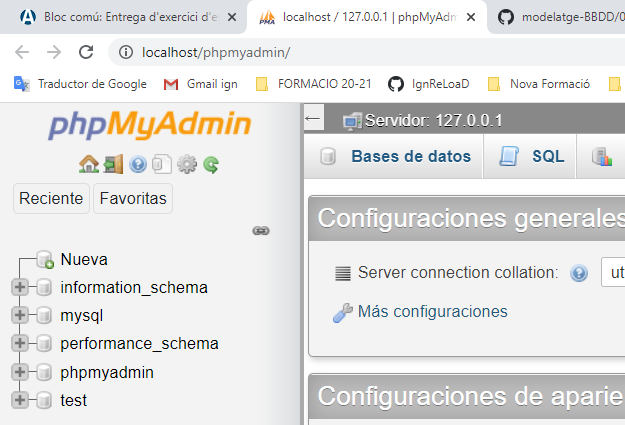 Bloc comú: Entrega d'exercici d'e
localhost / 127.0.0.1 | phpMyAdm
modelatge-BBDD/0
localhost/phpmyadmin/
Traductor de Google
Gmail ign
FORMACIO 20-21
IgnReLoaD
Nova Formació
phpMyAdmin
Servidor: 127.0.0.1
Bases de datos
SQL
Reciente
Favoritas
Configuraciones generales
Nueva
information_schema
Server connection collation:
ut
mysql
Más configuraciones
performance_schema
phpmyadmin
test
Configuraciones de aparie